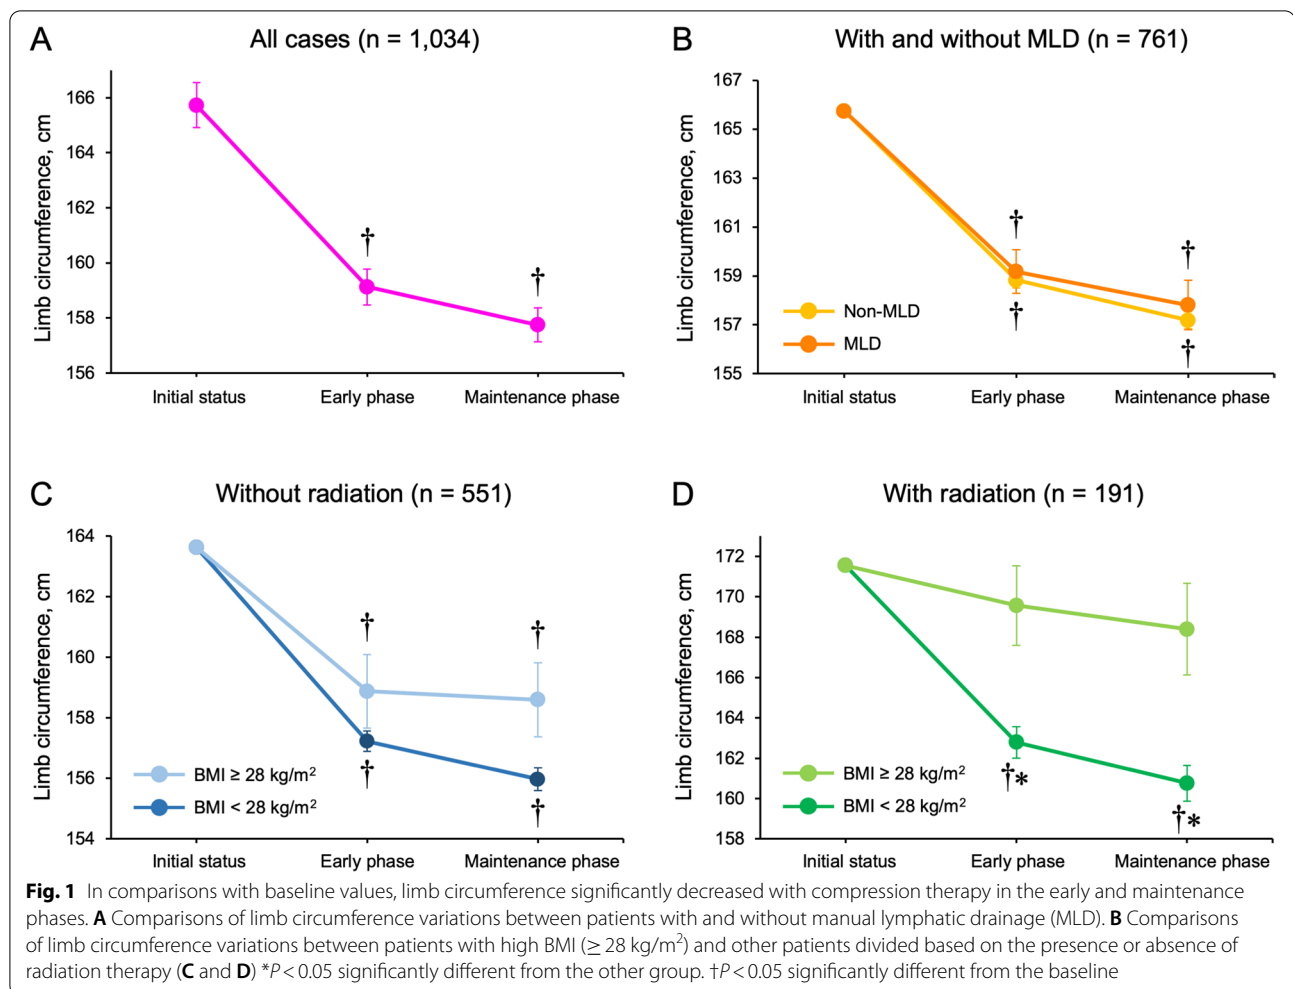 A
All cases (n = 1,034)
Limb circumference, cm
166
164
162
160
158
156
†
†
Initial status
Early phase
Maintenance phase
B
With and without MLD (n = 761)
Limb circumference, cm
167
165
163
161
159
157
155
†
†
†
†
Non-MLD
MLD
Initial status
Early phase
Maintenance phase
C
Without radiation (n = 551)
Limb circumference, cm
164
162
160
158
156
154
†
†
†
†
BMI ≥ 28 kg/m²
BMI < 28 kg/m²
Initial status
Early phase
Maintenance phase
D
With radiation (n = 191)
Limb circumference, cm
172
170
168
166
164
162
160
158
†*
†*
BMI ≥ 28 kg/m²
BMI < 28 kg/m²
Initial status
Early phase
Maintenance phase
Fig. 1 In comparisons with baseline values, limb circumference significantly decreased with compression therapy in the early and maintenance
phases. A Comparisons of limb circumference variations between patients with and without manual lymphatic drainage (MLD). B Comparisons
of limb circumference variations between patients with high BMI (≥ 28 kg/m²) and other patients divided based on the presence or absence of
radiation therapy (C and D) *P < 0.05 significantly different from the other group. †P < 0.05 significantly different from the baseline